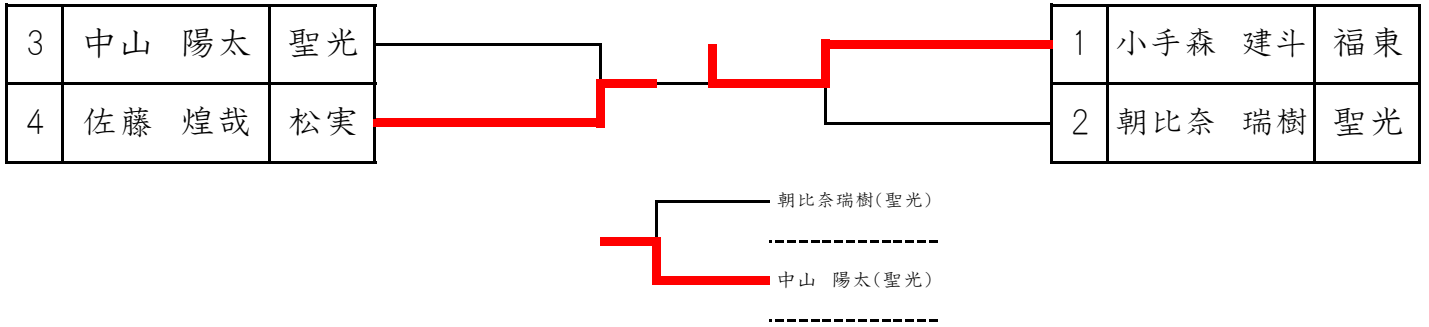 3 中山 陽太 聖光
4 佐藤 煌哉 松実
1 小手森 建斗 福東
2 朝比奈 瑞樹 聖光
朝比奈瑞樹(聖光)
中山 陽太(聖光)